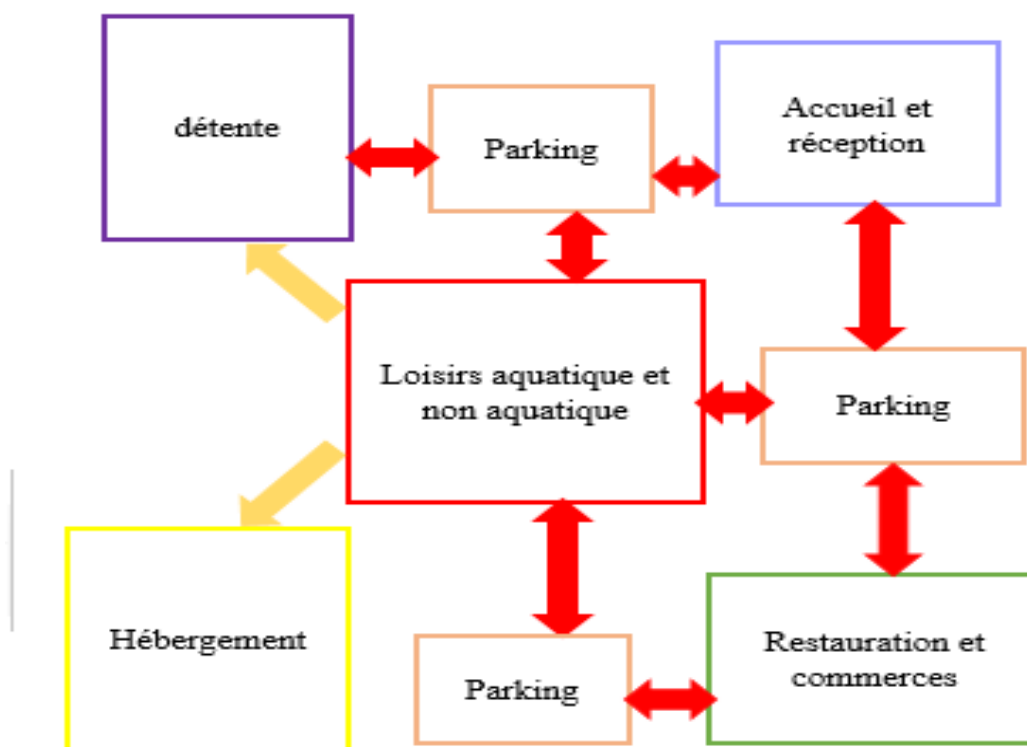 détente
Parking
Accueil et
réception
Loisirs aquatique et
non aquatique
Parking
Hébergement
Parking
Restauration et
commerces